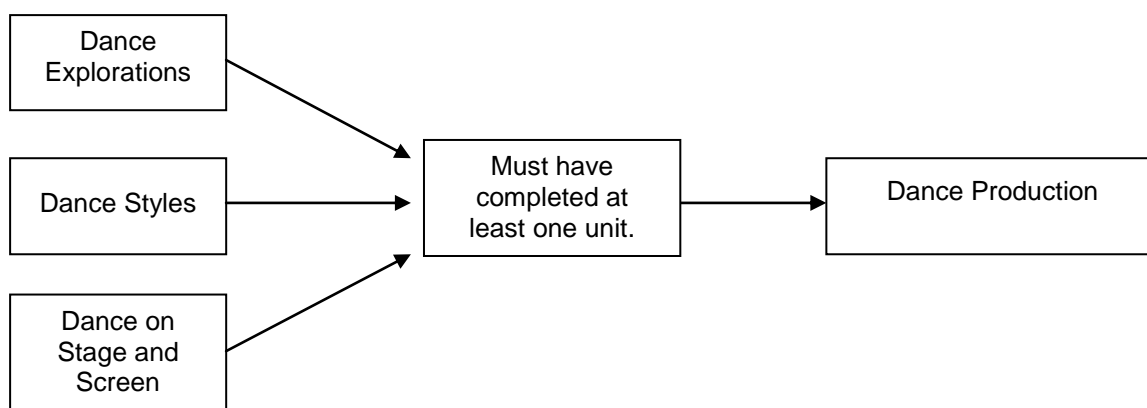 Dance
Explorations
Dance Styles
Dance on
Stage and
Screen
Must have
completed at
least one unit.
Dance Production